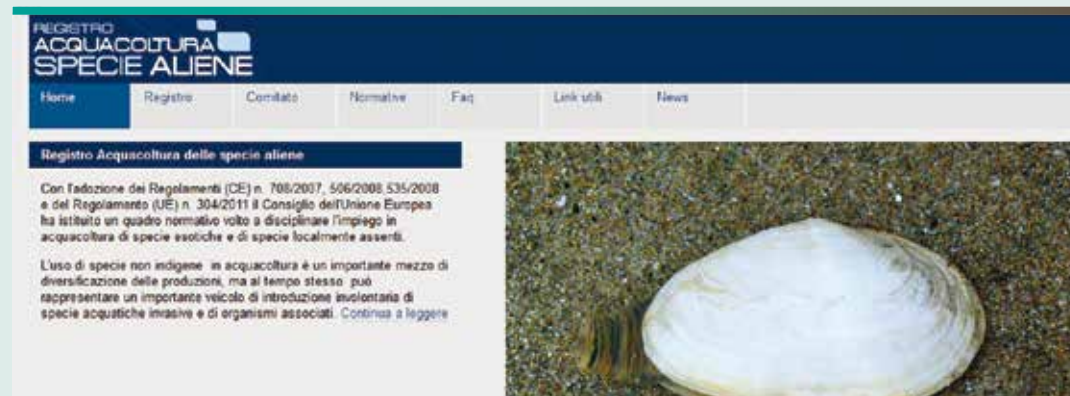 REGISTRO
ACQUACOLTURA
SPECIE ALIENE
Home Registro Comitato Normative Faq Link utili News
Registro Acquacoltura delle specie aliene
Con l'adozione dei Regolamenti (CE) n. 708/2007, 506/2008 535/2008
e del Regolamento (UE) n. 304/2011 il Consiglio dell'Unione Europea
ha istituito un quadro normativo volto a disciplinare l'impiego in
acquacoltura di specie esotiche e di specie localmente assenti.
L'uso di specie non indigene in acquacoltura è un importante mezzo di
diversificazione delle produzioni, ma al tempo stesso può
rappresentare un importante veicolo di introduzione involontaria di
specie acquatiche invasive e di organismi associati. Continua a leggere